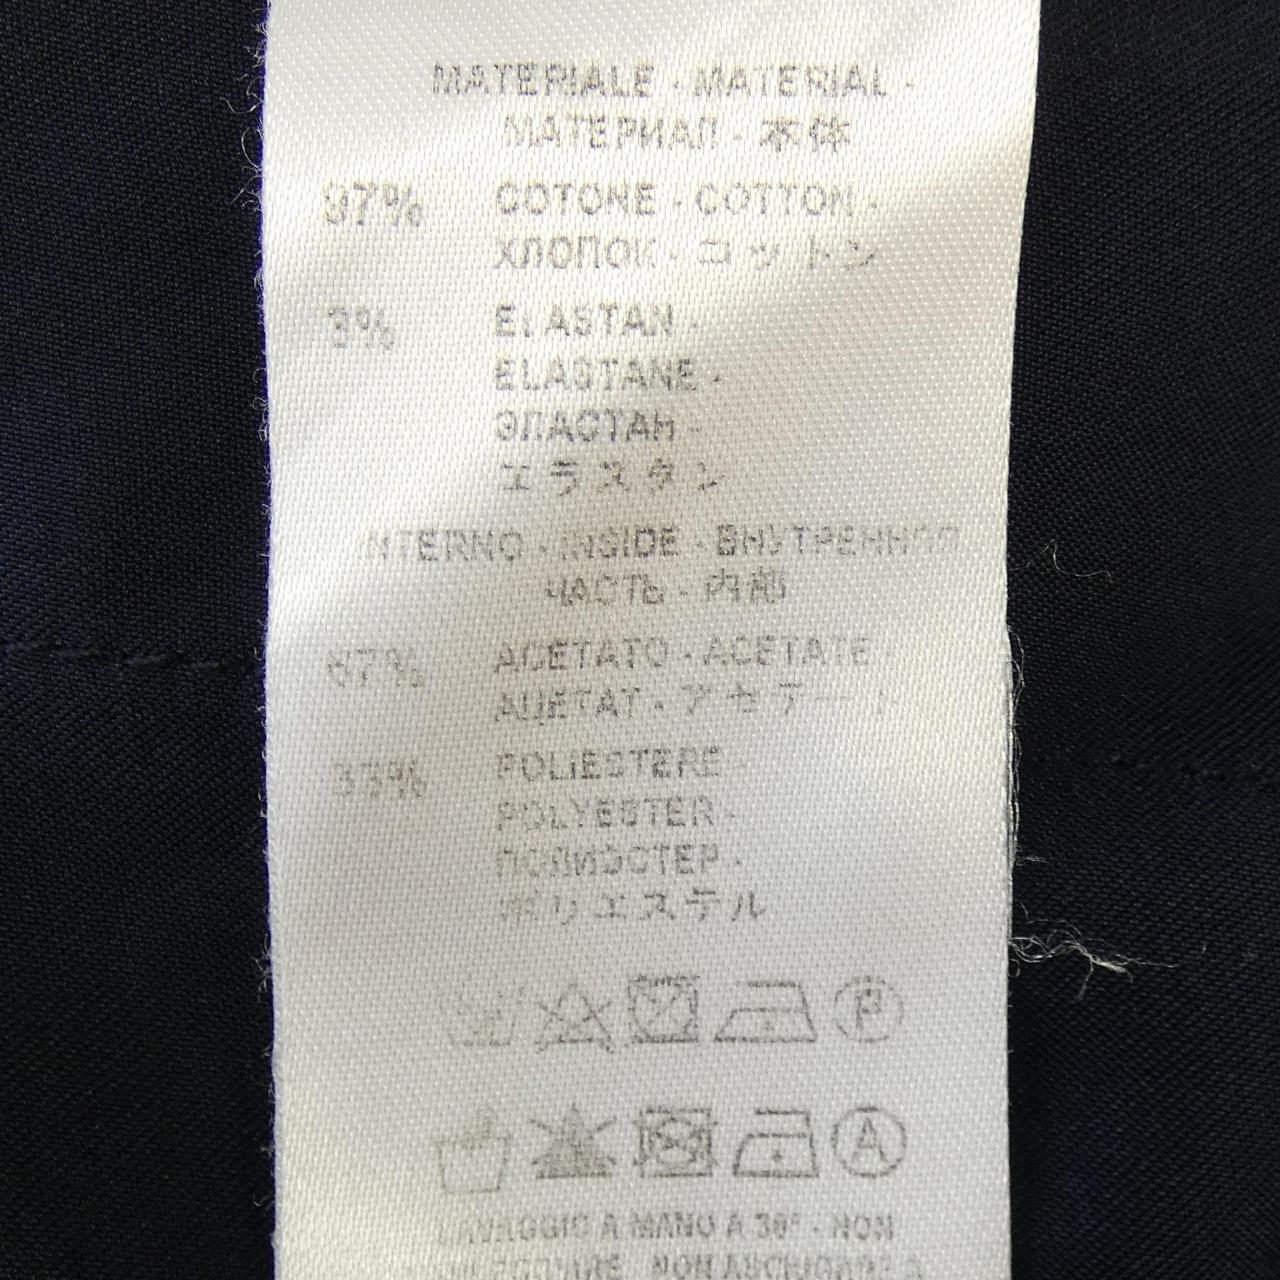 MATERIALE - MATERIAL -
МАТЕРИАЛ - 本体
97% COTONE - COTTON -
ХЛОПОК - コットン
3% ELASTAN -
ELASTANE -
ЭЛАСТАН -
エラスタン
INTERNO - INSIDE - ВНУТРЕННЯЯ
ЧАСТЬ - 内部
67% ACETATO - ACETATE -
АЦЕТАТ - アセテート
33% POLIESTERE -
POLYESTER -
ПОЛИЭСТЕР -
ポリエステル
P
A
LAVAGGIO A MANO A 30° - NON
NON ASCIUGARE A